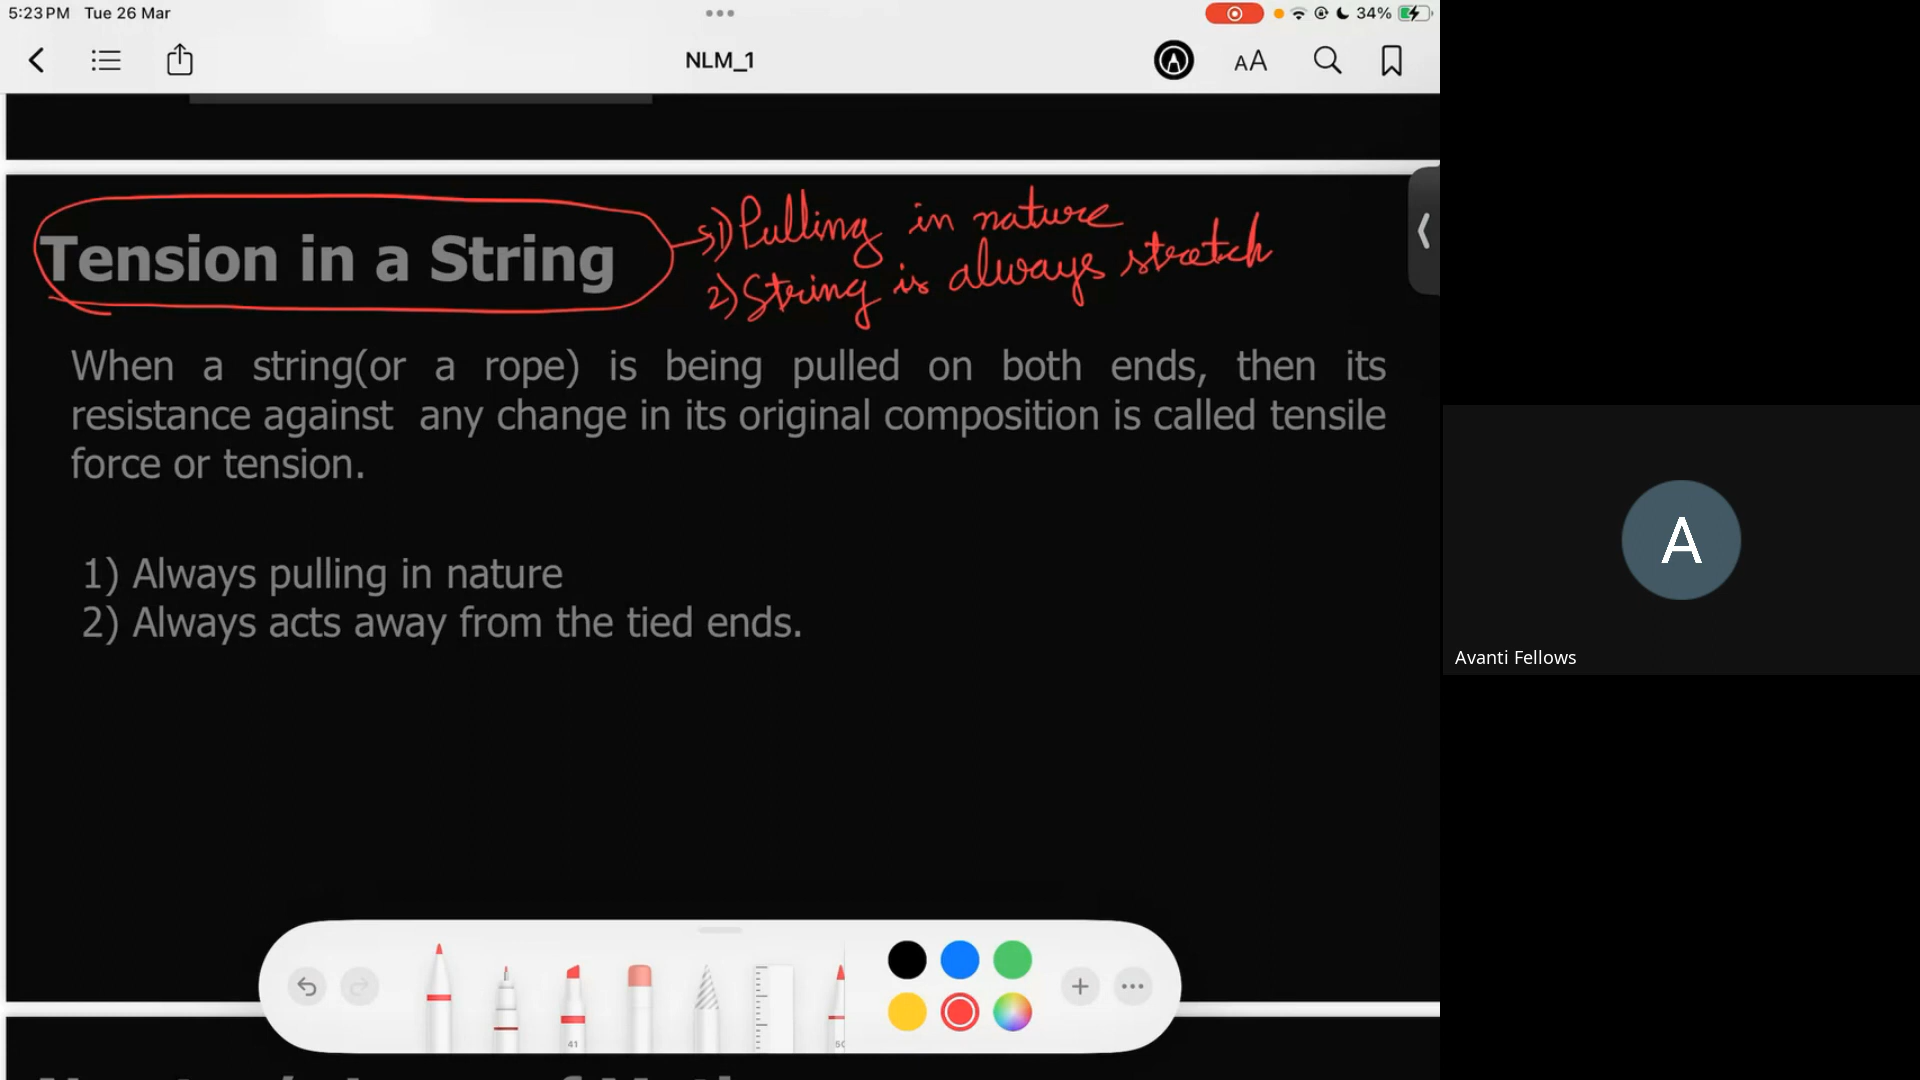 5:23 PM Tue 26 Mar
34%
NLM_1
AA
Tension in a String
1) Pulling in nature
2) String is always stretch
When a string(or a rope) is being pulled on both ends, then its
resistance against any change in its original composition is called tensile
force or tension.
1) Always pulling in nature
2) Always acts away from the tied ends.
41
A
Avanti Fellows